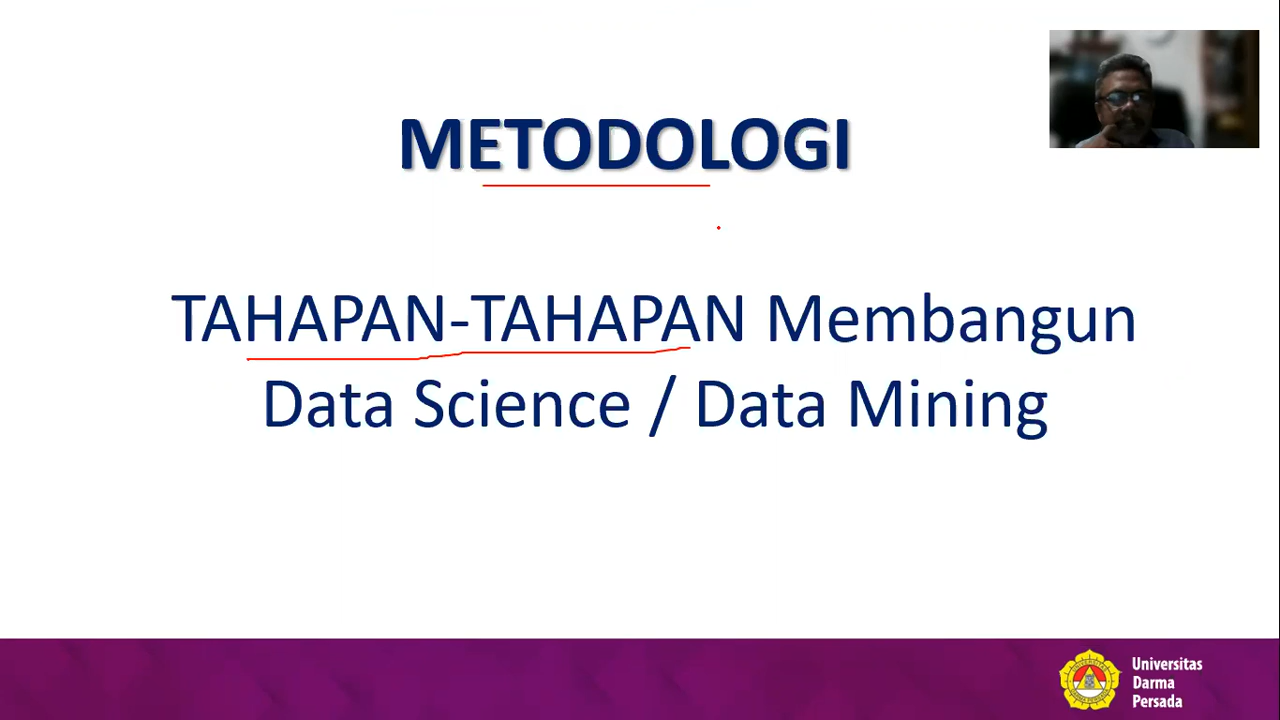 METODOLOGI
TAHAPAN-TAHAPAN Membangun
Data Science / Data Mining
Universitas
Darma
Persada